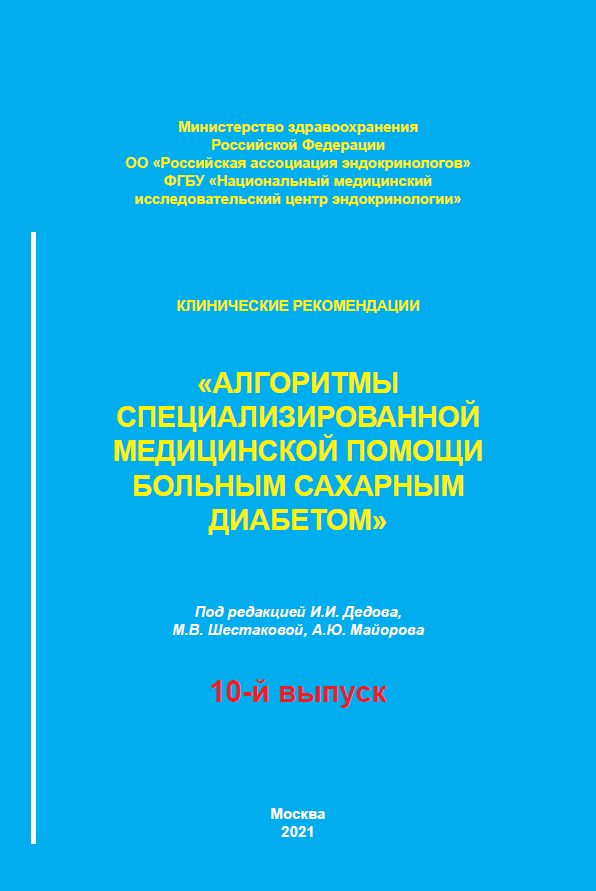 Министерство здравоохранения
Российской Федерации
ОО «Российская ассоциация эндокринологов»
ФГБУ «Национальный медицинский
исследовательский центр эндокринологии»
КЛИНИЧЕСКИЕ РЕКОМЕНДАЦИИ
«АЛГОРИТМЫ
СПЕЦИАЛИЗИРОВАННОЙ
МЕДИЦИНСКОЙ ПОМОЩИ
БОЛЬНЫМ САХАРНЫМ
ДИАБЕТОМ»
Под редакцией И.И. Дедова,
М.В. Шестаковой, А.Ю. Майорова
10-й выпуск
Москва
2021